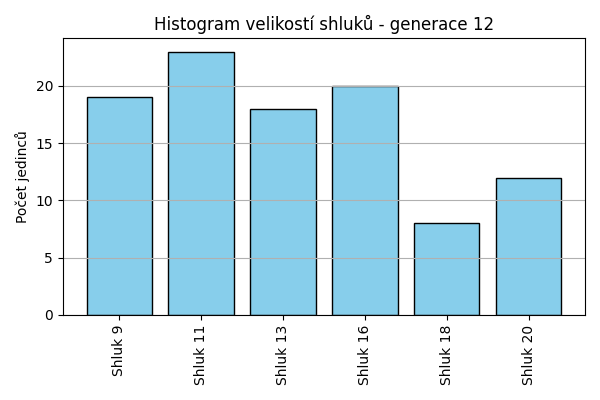 Histogram velikostí shluků - generace 12
Počet jedinců
20
15
10
5
0
Shluk 9
Shluk 11
Shluk 13
Shluk 16
Shluk 18
Shluk 20